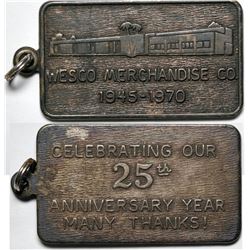 WESCO MERCHANDISE CO.
1945-1970
CELEBRATING OUR
25th
ANNIVERSARY YEAR
MANY THANKS!